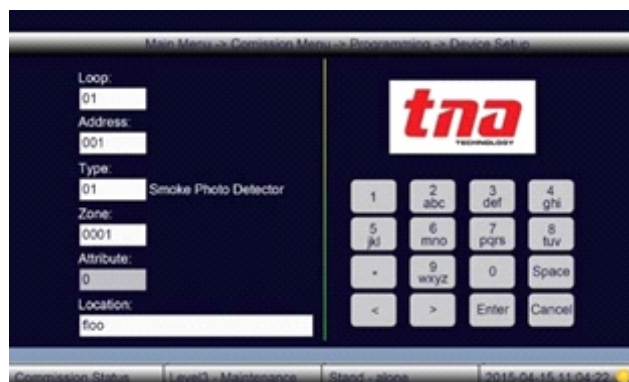 Main Menu -> Comission Menu -> Programming -> Device Setup
Loop:
01
Address:
001
Type:
01 Smoke Photo Detector
Zone:
0001
Attribute:
0
Location:
floo
tna
TECHNOLOGY
1
2
abc
3
def
4
ghi
5
jkl
6
mno
7
pqrs
8
tuv
9
wxyz
0
Space
<
>
Enter
Cancel
Commission Status
Level3 - Maintenance
Stand - alone
2015-04-15 11:04:22